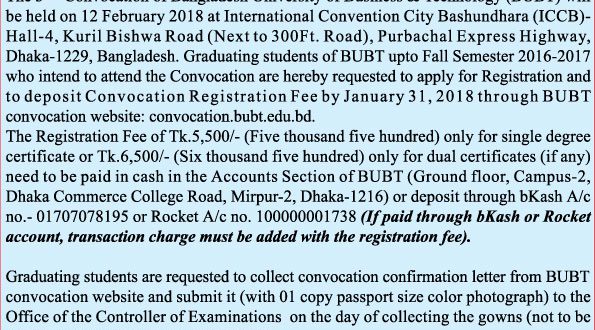 Convocation of Bangladesh University of Business & Technology (BUBT) will
be held on 12 February 2018 at International Convention City Bashundhara (ICCB)-
Hall-4, Kuril Bishwa Road (Next to 300Ft. Road), Purbachal Express Highway,
Dhaka-1229, Bangladesh. Graduating students of BUBT upto Fall Semester 2016-2017
who intend to attend the Convocation are hereby requested to apply for Registration and
to deposit Convocation Registration Fee by January 31, 2018 through BUBT
convocation website: convocation.bubt.edu.bd.
The Registration Fee of Tk.5,500/- (Five thousand five hundred) only for single degree
certificate or Tk.6,500/- (Six thousand five hundred) only for dual certificates (if any)
need to be paid in cash in the Accounts Section of BUBT (Ground floor, Campus-2,
Dhaka Commerce College Road, Mirpur-2, Dhaka-1216) or deposit through bKash A/c
no.- 01707078195 or Rocket A/c no. 100000001738 (If paid through bKash or Rocket
account, transaction charge must be added with the registration fee).
Graduating students are requested to collect convocation confirmation letter from BUBT
convocation website and submit it (with 01 copy passport size color photograph) to the
Office of the Controller of Examinations on the day of collecting the gowns (not to be